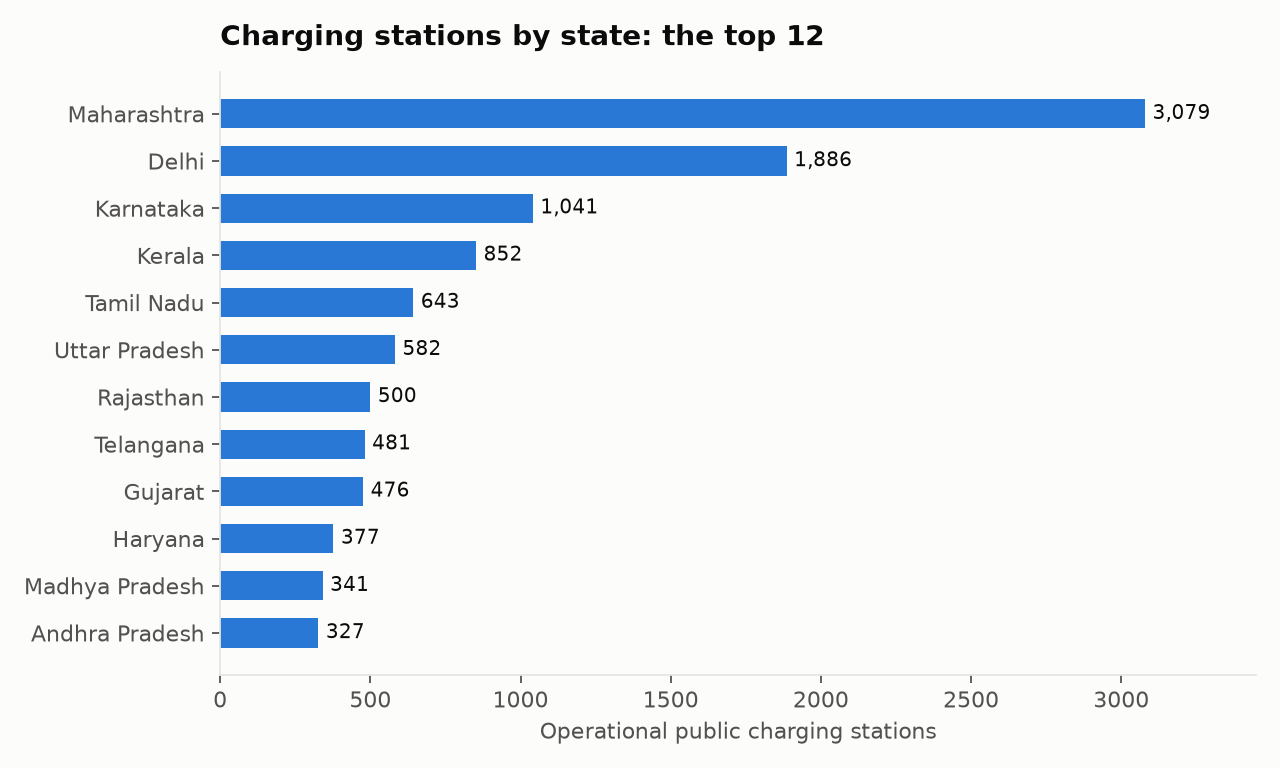 Charging stations by state: the top 12
Maharashtra 3,079
Delhi 1,886
Karnataka 1,041
Kerala 852
Tamil Nadu 643
Uttar Pradesh 582
Rajasthan 500
Telangana 481
Gujarat 476
Haryana 377
Madhya Pradesh 341
Andhra Pradesh 327
0 500 1000 1500 2000 2500 3000
Operational public charging stations